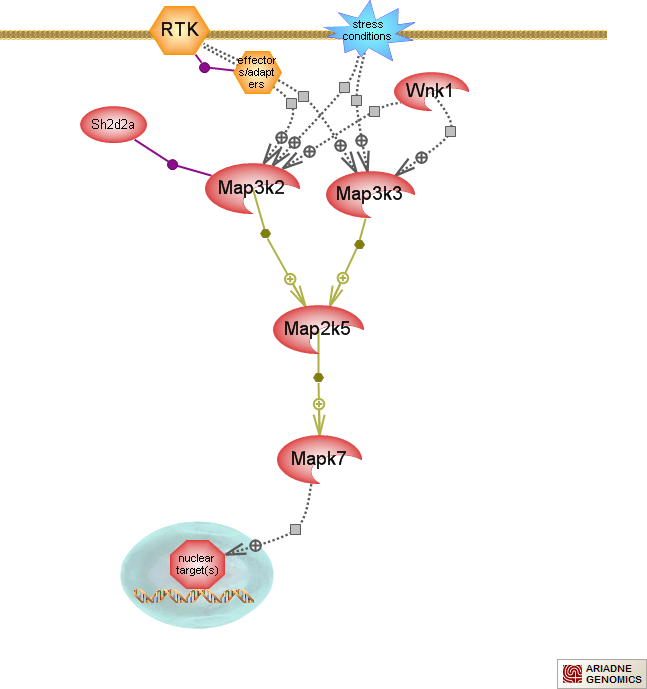 RTK
stress
conditions
effector
s/adapt
ers
Wnk1
Sh2d2a
Map3k2
Map3k3
Map2k5
Mapk7
nuclear
target(s)
ARIADNE
GENOMICS